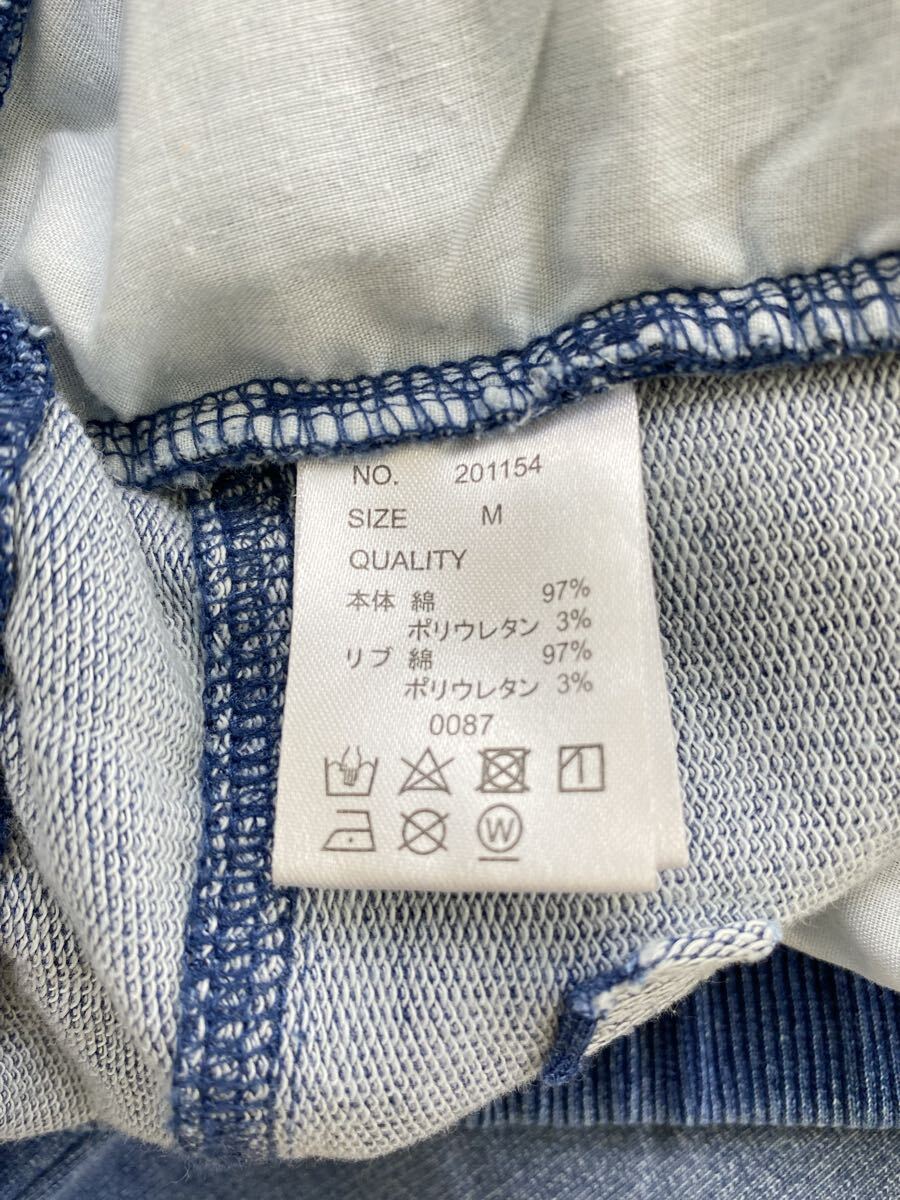 NO. 201154
SIZE M
QUALITY
本体 綿 97%
ポリウレタン 3%
リブ 綿 97%
ポリウレタン 3%
0087
W